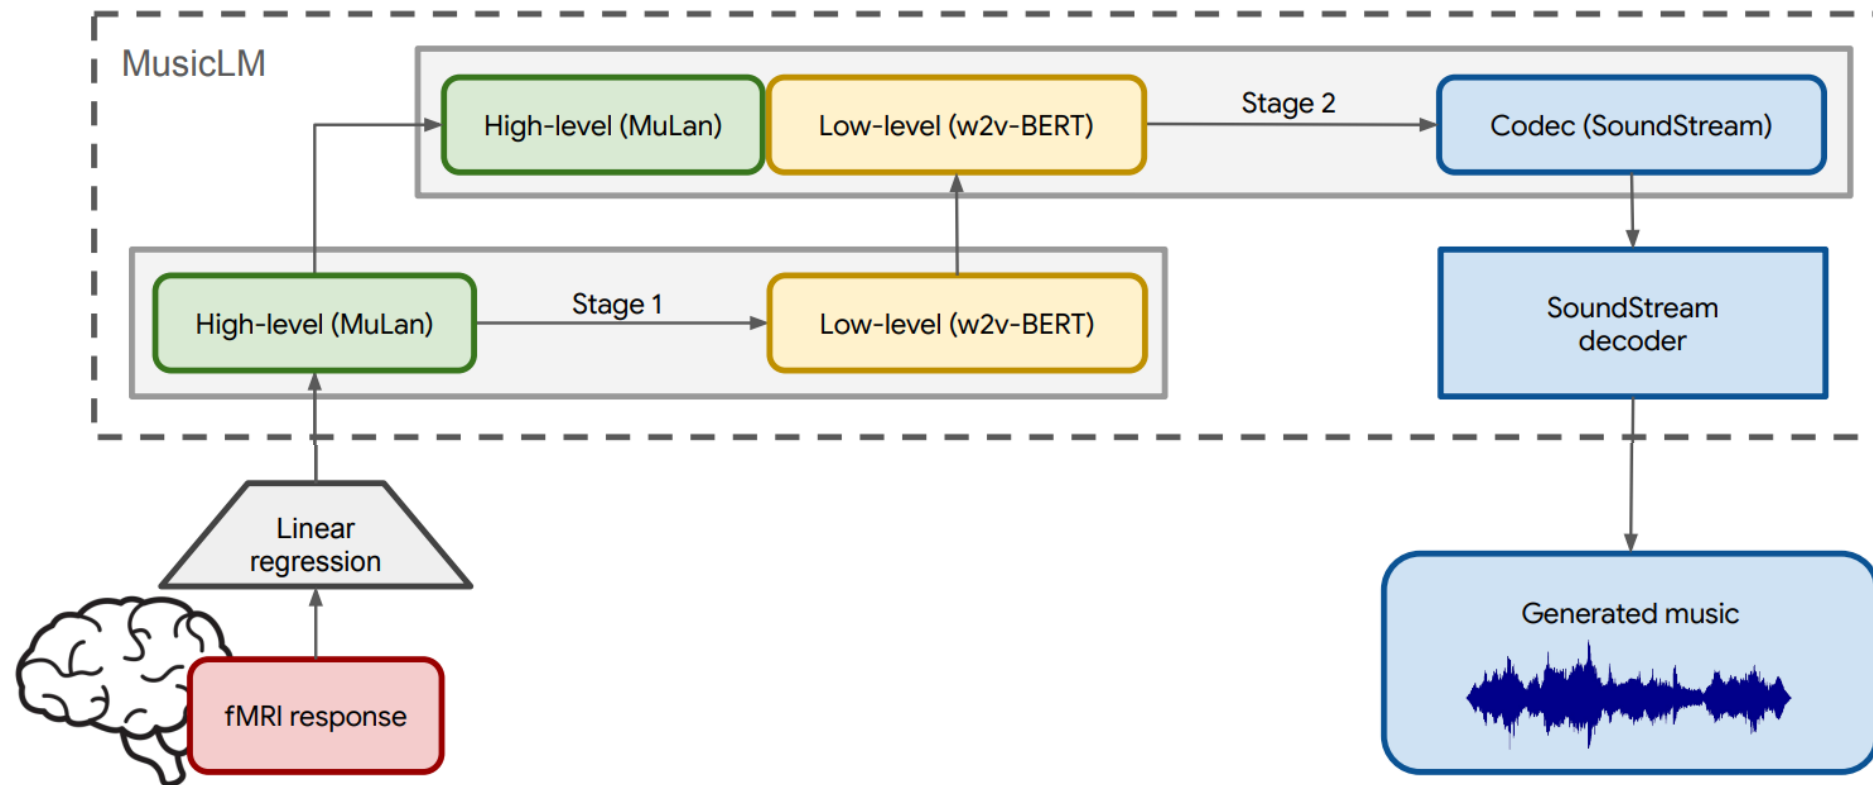 MusicLM
High-level (MuLan)
Low-level (w2v-BERT)
Stage 2
Codec (SoundStream)
High-level (MuLan)
Stage 1
Low-level (w2v-BERT)
SoundStream
decoder
Linear
regression
fMRI response
Generated music